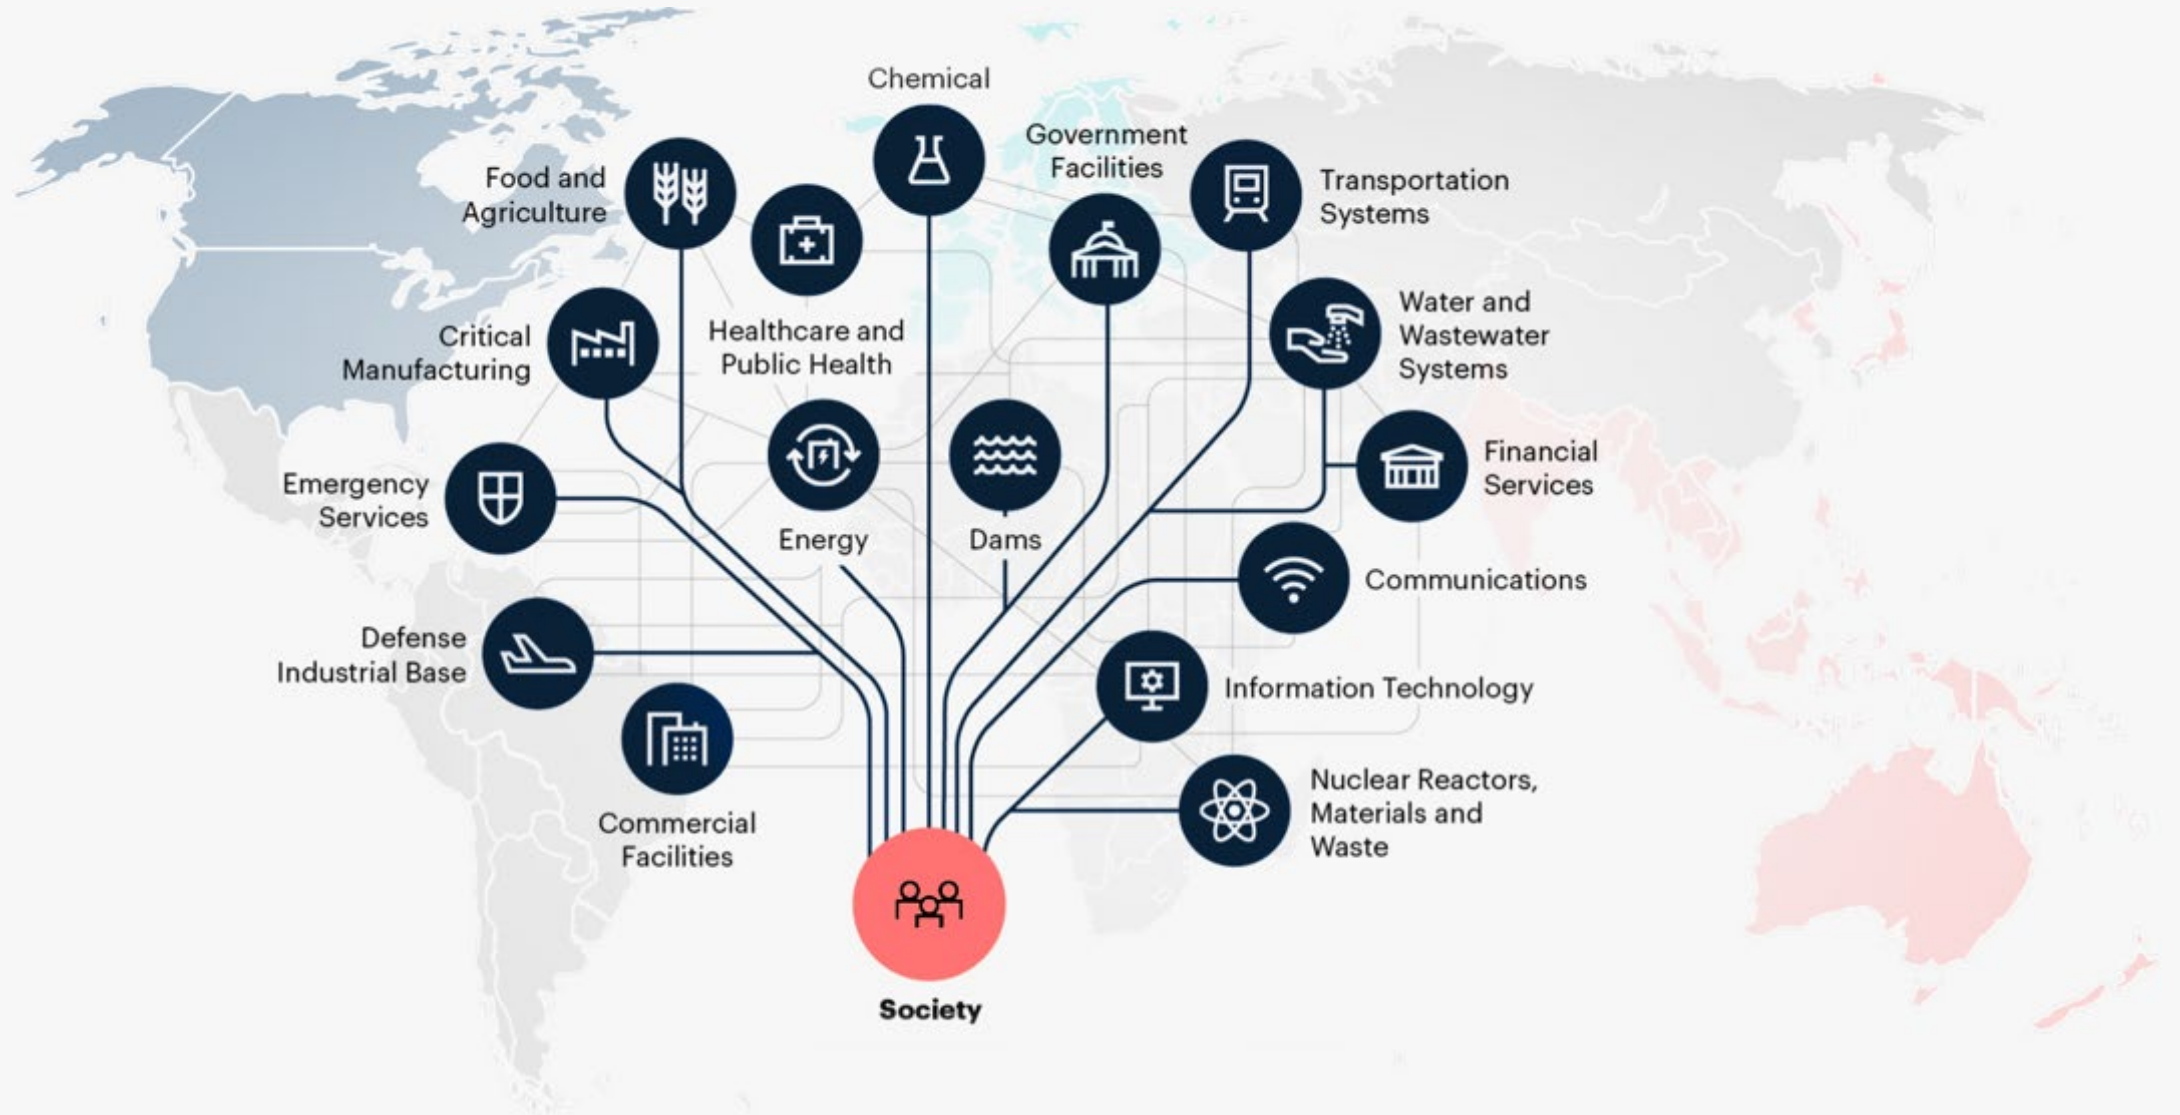 Chemical
Government
Facilities
Food and
Agriculture
Transportation
Systems
Critical
Manufacturing
Healthcare and
Public Health
Water and
Wastewater
Systems
Emergency
Services
Energy
Dams
Financial
Services
Communications
Defense
Industrial Base
Information Technology
Commercial
Facilities
Nuclear Reactors,
Materials and
Waste
Society